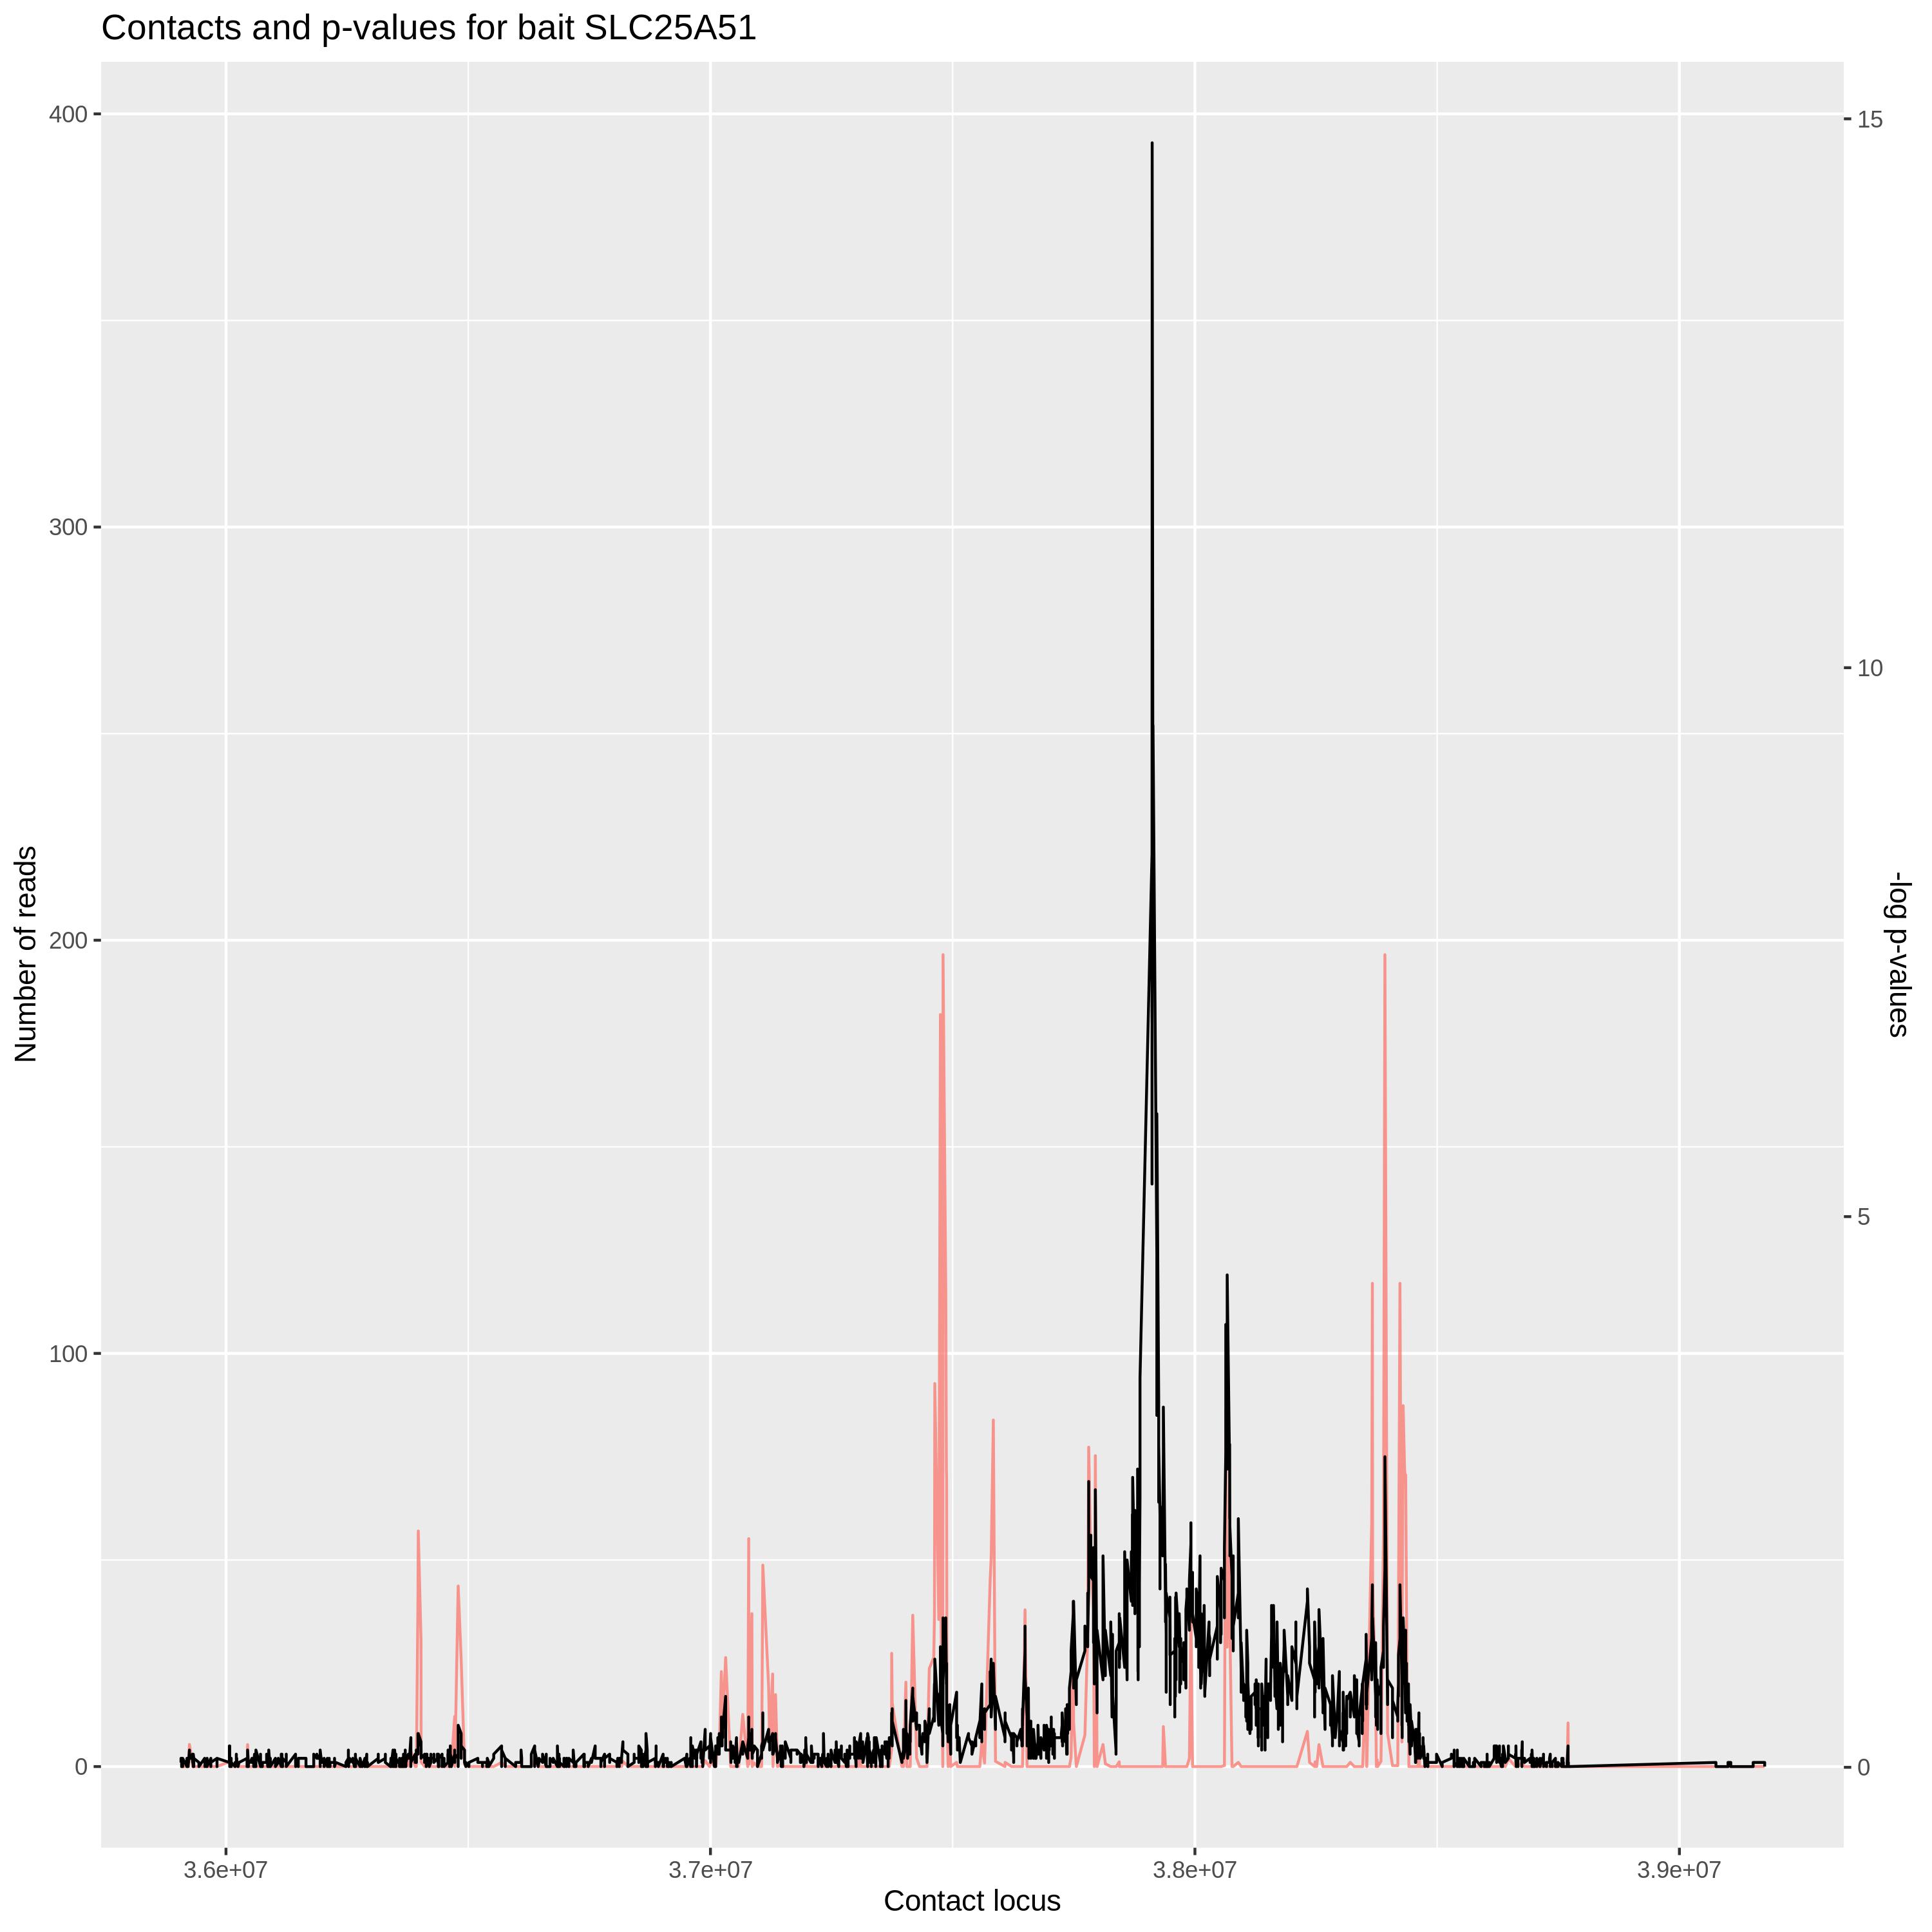 Contacts and p-values for bait SLC25A51
400
300
200
100
0
15
10
5
0
Number of reads
-log p-values
3.6e+07
3.7e+07
3.8e+07
3.9e+07
Contact locus